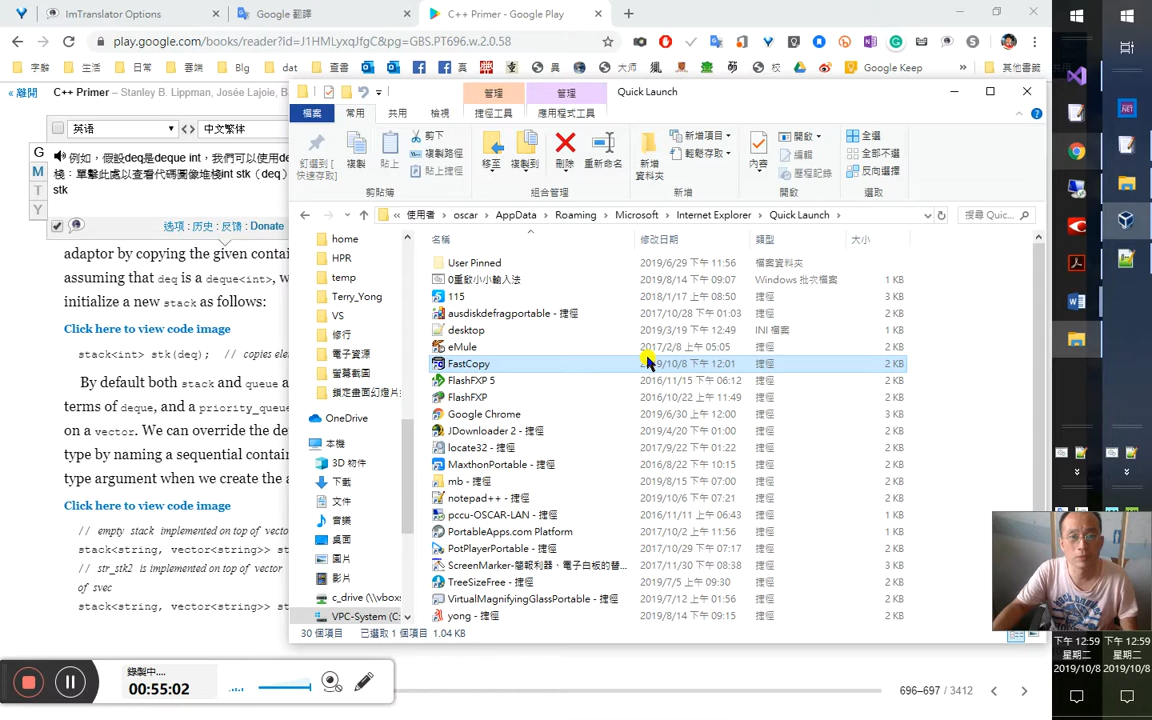 ImTranslator Options
Google 翻譯
C++ Primer - Google Play
play.google.com/books/reader?id=J1HMLyxqJfgC&pg=GBS.PT696.w.2.0.58
字辭
生活
日常
雲端
Blg
dat
查書
真
異
大师
校
Google Keep
»
其他書籤
« 離開
C++ Primer – Stanley B. Lippman, Josée Lajoie,
英语
<>
中文繁体
G
M
T
Y
例如，假設deq是deque int，我們可以使用de
棧：單擊此處以查看代碼圖像堆棧int stk（deq）
stk
选项 : 历史 : 反馈 : Donate
adaptor by copying the given contai
assuming that deq is a deque<int>, w
initialize a new stack as follows:
Click here to view code image
stack<int> stk(deq); // copies ele
By default both stack and queue a
terms of deque, and a priority_queu
on a vector. We can override the de
type by naming a sequential contain
type argument when we create the a
Click here to view code image
// empty stack implemented on top of vecto
stack<string, vector<string>> st
// str_stk2 is implemented on top of vector
of svec
stack<string, vector<string>> st
管理
管理
Quick Launch
檔案
常用
共用
檢視
捷徑工具
應用程式工具
釘選到 [
快速存取]
複製
貼上
剪下
複製路徑
貼上捷徑
剪貼簿
移至
複製到
刪除
重新命名
組合管理
新增
資料夾
新增項目
輕鬆存取
新增
內容
開啟
編輯
歷程記錄
開啟
全選
全部不選
反向選擇
選取
« 使用者 › oscar › AppData › Roaming › Microsoft › Internet Explorer › Quick Launch ›
搜尋 Quic...
home
HPR
temp
Terry_Yong
VS
修行
電子資源
螢幕截圖
鎖定畫面幻燈片
OneDrive
本機
3D 物件
下載
文件
音樂
桌面
圖片
影片
c_drive (\\vboxs
VPC-System (C:
名稱
修改日期
類型
大小
User Pinned 2019/6/29 下午 11:56 檔案資料夾
0重啟小小輸入法 2019/8/14 下午 09:07 Windows 批次檔案 1 KB
115 2018/1/17 上午 08:50 捷徑 3 KB
ausdiskdefragportable - 捷徑 2017/10/28 上午 01:03 捷徑 2 KB
desktop 2019/3/19 下午 12:49 INI 檔案 1 KB
eMule 2017/2/8 上午 05:05 捷徑 2 KB
FastCopy 19/10/8 下午 12:01 捷徑 2 KB
FlashFXP 5 2016/11/15 下午 06:12 捷徑 2 KB
FlashFXP 2016/10/22 上午 11:49 捷徑 2 KB
Google Chrome 2019/6/30 上午 12:00 捷徑 3 KB
JDownloader 2 - 捷徑 2019/4/20 上午 01:00 捷徑 2 KB
locate32 - 捷徑 2017/9/22 上午 01:22 捷徑 2 KB
MaxthonPortable - 捷徑 2016/8/22 下午 10:15 捷徑 2 KB
mb - 捷徑 2019/8/15 下午 07:00 捷徑 2 KB
notepad++ - 捷徑 2019/10/6 下午 07:21 捷徑 2 KB
pccu-OSCAR-LAN - 捷徑 2016/11/11 上午 06:43 捷徑 2 KB
PortableApps.com Platform 2017/10/2 上午 11:56 捷徑 2 KB
PotPlayerPortable - 捷徑 2017/10/29 下午 07:17 捷徑 2 KB
ScreenMarker-簡報利器、電子白板的替... 2017/11/30 上午 08:38 捷徑 2 KB
TreeSizeFree - 捷徑 2019/7/5 上午 09:30 捷徑 2 KB
VirtualMagnifyingGlassPortable - 捷徑 2019/7/12 上午 01:56 捷徑 2 KB
yong - 捷徑 2019/8/14 下午 09:15 捷徑 2 KB
30 個項目
已選取 1 個項目 1.04 KB
錄製中....
00:55:02
696–697 / 3412
.NET
下午 12:59
星期二
2019/10/8
下午 12:59
星期二
2019/10/8